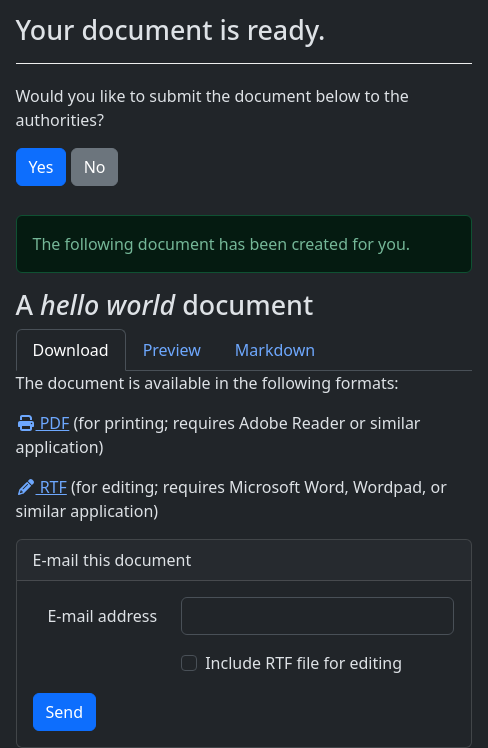 Your document is ready.
Would you like to submit the document below to the
authorities?
Yes No
The following document has been created for you.
A hello world document
Download Preview Markdown
The document is available in the following formats:
PDF (for printing; requires Adobe Reader or similar
application)
RTF (for editing; requires Microsoft Word, Wordpad, or
similar application)
E-mail this document
E-mail address
Include RTF file for editing
Send